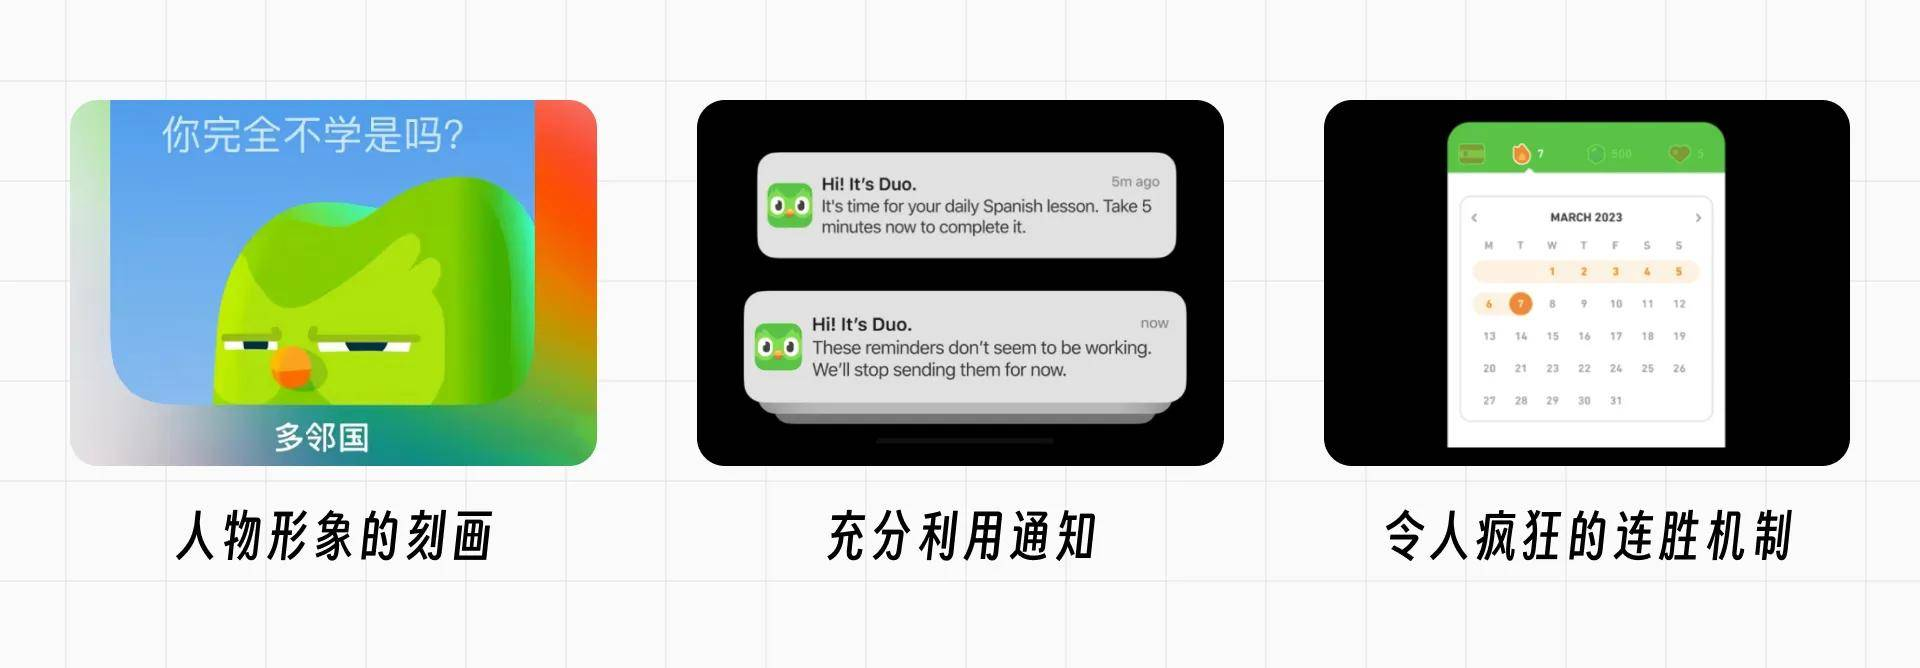 你完全不学是吗?
多邻国
人物形象的刻画
Hi! It's Duo.
5m ago
It's time for your daily Spanish lesson. Take 5
minutes now to complete it.
Hi! It's Duo.
now
These reminders don't seem to be working.
We'll stop sending them for now.
充分利用通知
7 500 5
MARCH 2023
M T W T F S S
1 2 3 4 5
6 7 8 9 10 11 12
13 14 15 16 17 18 19
20 21 22 23 24 25 26
27 28 29 30 31
令人疯狂的连胜机制